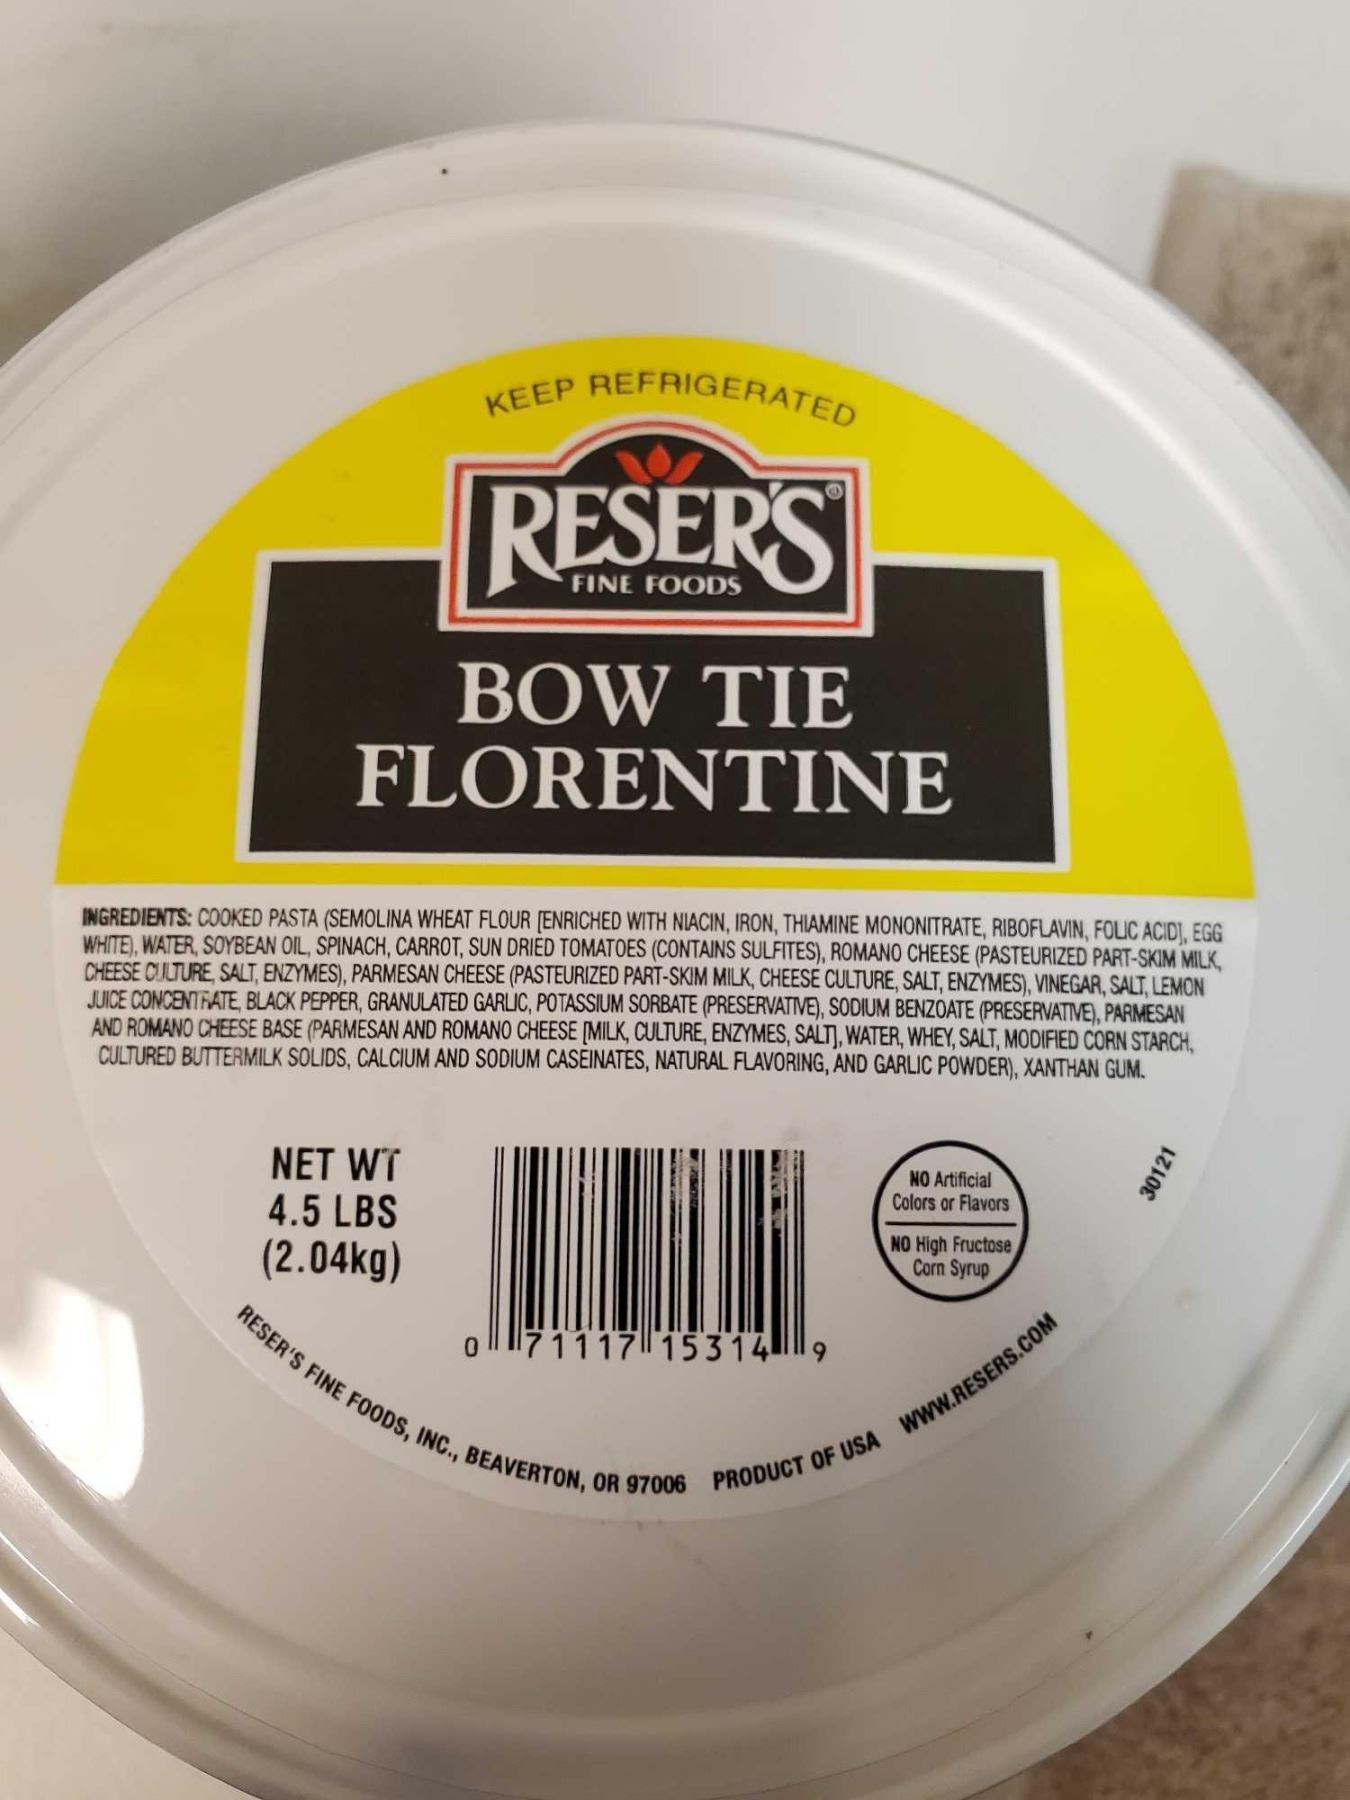 KEEP REFRIGERATED
RESER'S®
FINE FOODS
BOW TIE
FLORENTINE
INGREDIENTS: COOKED PASTA (SEMOLINA WHEAT FLOUR [ENRICHED WITH NIACIN, IRON, THIAMINE MONONITRATE, RIBOFLAVIN, FOLIC ACID], EGG
WHITE), WATER, SOYBEAN OIL, SPINACH, CARROT, SUN DRIED TOMATOES (CONTAINS SULFITES), ROMANO CHEESE (PASTEURIZED PART-SKIM MILK,
CHEESE CULTURE, SALT, ENZYMES), PARMESAN CHEESE (PASTEURIZED PART-SKIM MILK, CHEESE CULTURE, SALT, ENZYMES), VINEGAR, SALT, LEMON
JUICE CONCENTRATE, BLACK PEPPER, GRANULATED GARLIC, POTASSIUM SORBATE (PRESERVATIVE), SODIUM BENZOATE (PRESERVATIVE), PARMESAN
AND ROMANO CHEESE BASE (PARMESAN AND ROMANO CHEESE [MILK, CULTURE, ENZYMES, SALT], WATER, WHEY, SALT, MODIFIED CORN STARCH,
CULTURED BUTTERMILK SOLIDS, CALCIUM AND SODIUM CASEINATES, NATURAL FLAVORING, AND GARLIC POWDER), XANTHAN GUM.
NET WT
4.5 LBS
(2.04kg)
0 71117 15314 9
NO Artificial
Colors or Flavors
NO High Fructose
Corn Syrup
30121
RESER'S FINE FOODS, INC., BEAVERTON, OR 97006 PRODUCT OF USA WWW.RESERS.COM